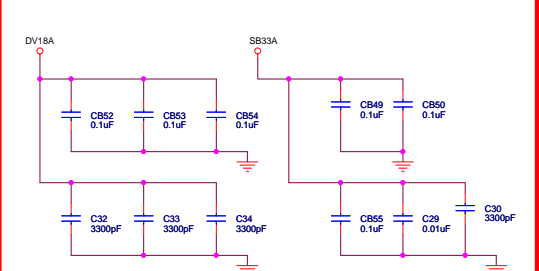 DV18A
SB33A
CB52
0.1uF
CB53
0.1uF
CB54
0.1uF
CB49
0.1uF
CB50
0.1uF
C32
3300pF
C33
3300pF
C34
3300pF
CB55
0.1uF
C29
0.01uF
C30
3300pF